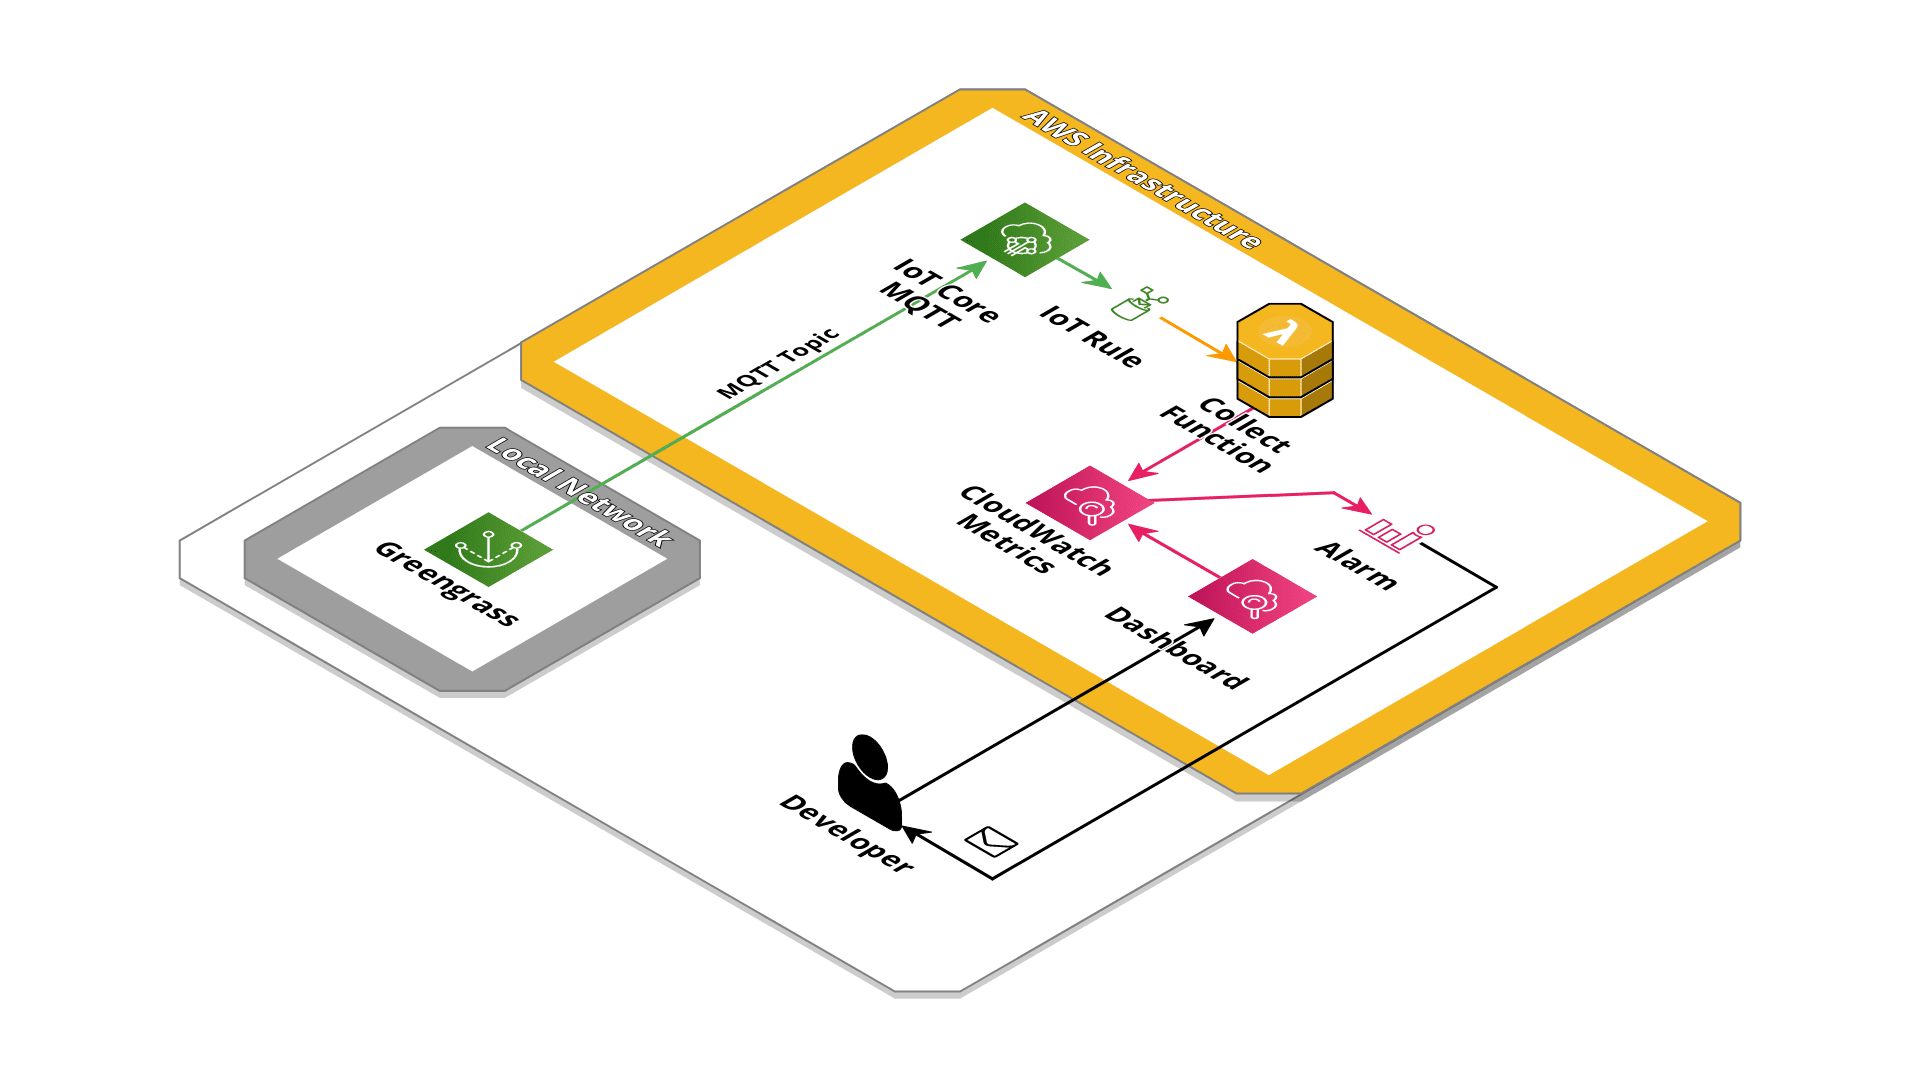 AWS Infrastructure
IoT Core
MQTT
IoT Rule
λ
MQTT Topic
Collect
Function
Local Network
Greengrass
CloudWatch
Metrics
Alarm
Dashboard
Developer